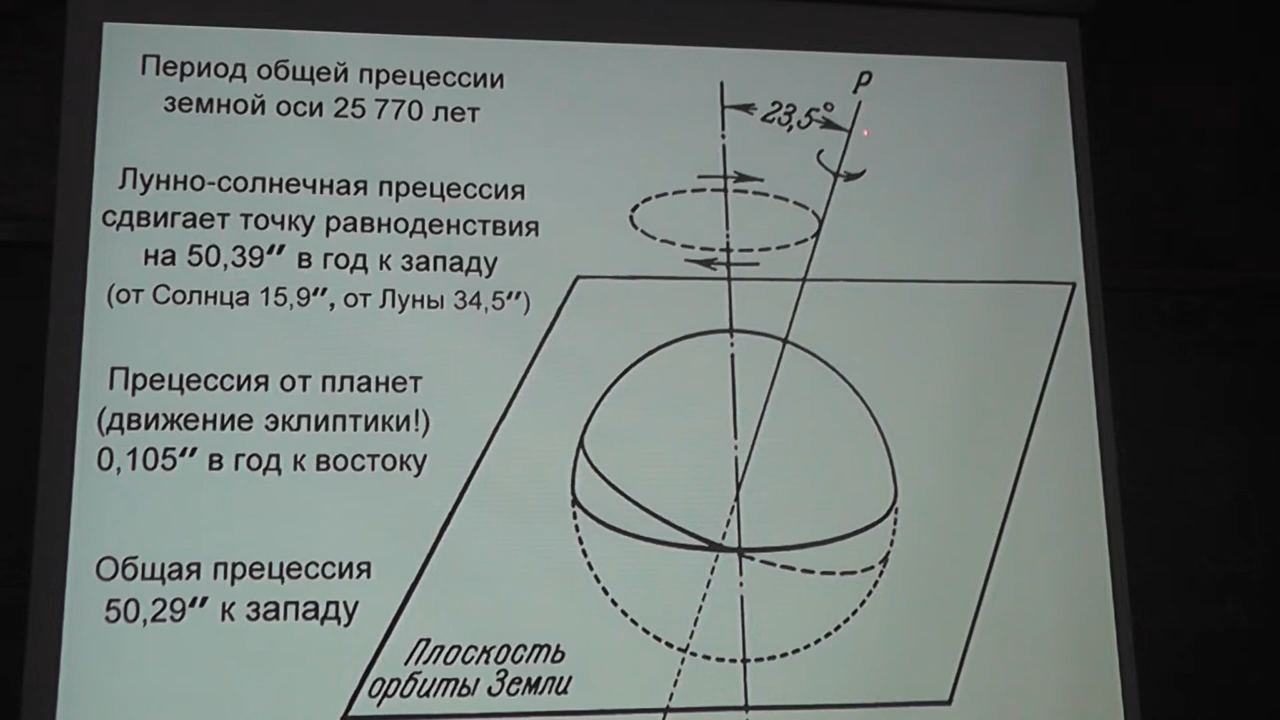 Период общей прецессии
земной оси 25 770 лет
Лунно-солнечная прецессия
сдвигает точку равноденствия
на 50,39″ в год к западу
(от Солнца 15,9″, от Луны 34,5″)
Прецессия от планет
(движение эклиптики!)
0,105″ в год к востоку
Общая прецессия
50,29″ к западу
P
23,5°
Плоскость
орбиты Земли